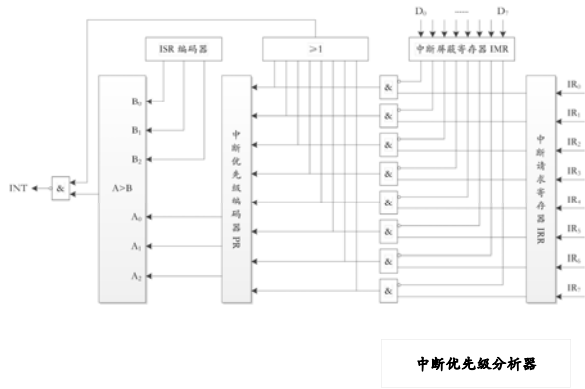 D₀ — D₇
ISR 编码器
≥1
中断屏蔽寄存器 IMR
B₀
B₁
B₂
A>B
A₀
A₁
A₂
INT
&
中断优先级编码器 PR
&
&
&
&
&
&
&
&
中断请求寄存器 IRR
IR₀
IR₁
IR₂
IR₃
IR₄
IR₅
IR₆
IR₇
中断优先级分析器